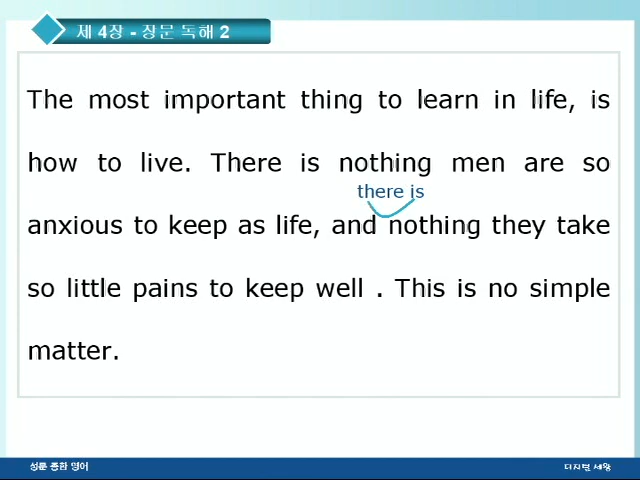 제 4장 - 장문 독해 2
The most important thing to learn in life, is
how to live. There is nothing men are so
there is
anxious to keep as life, and nothing they take
so little pains to keep well . This is no simple
matter.
성문 종합 영어
디지털 세일